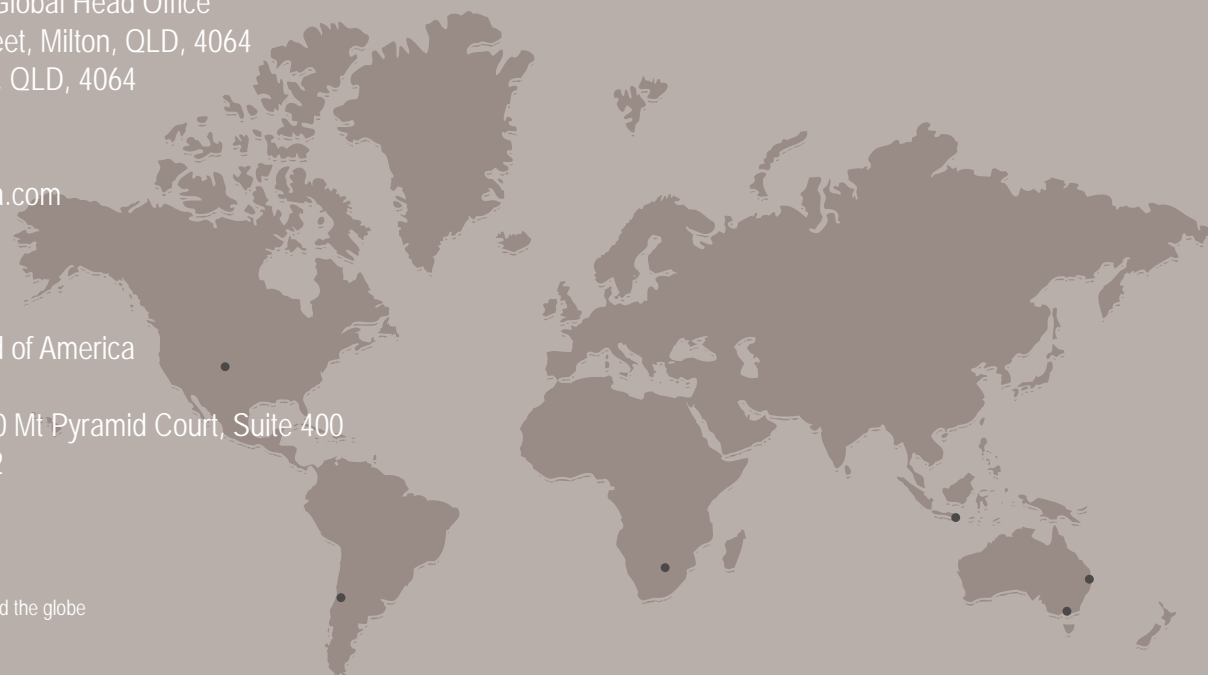 Global Head Office
eet, Milton, QLD, 4064
, QLD, 4064
a.com
d of America
0 Mt Pyramid Court, Suite 400
2
d the globe